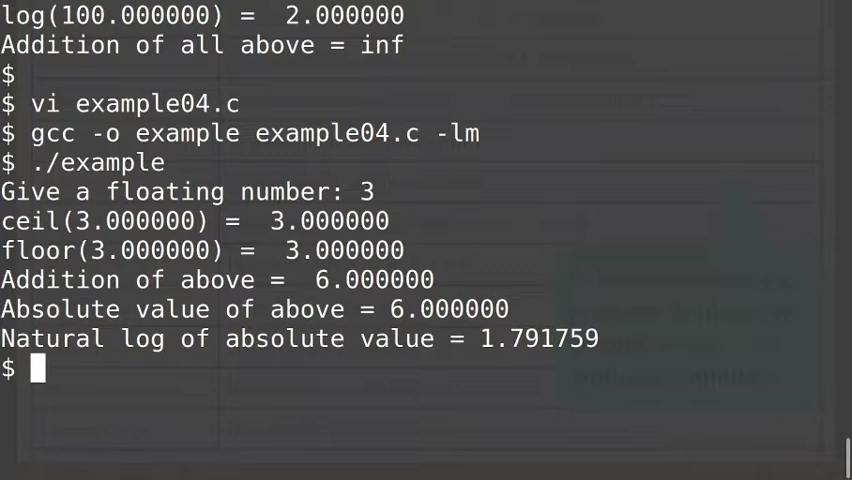 log(100.000000) =  2.000000
Addition of all above = inf
$
$ vi example04.c
$ gcc -o example example04.c -lm
$ ./example
Give a floating number: 3
ceil(3.000000) =  3.000000
floor(3.000000) =  3.000000
Addition of above =  6.000000
Absolute value of above = 6.000000
Natural log of absolute value = 1.791759
$